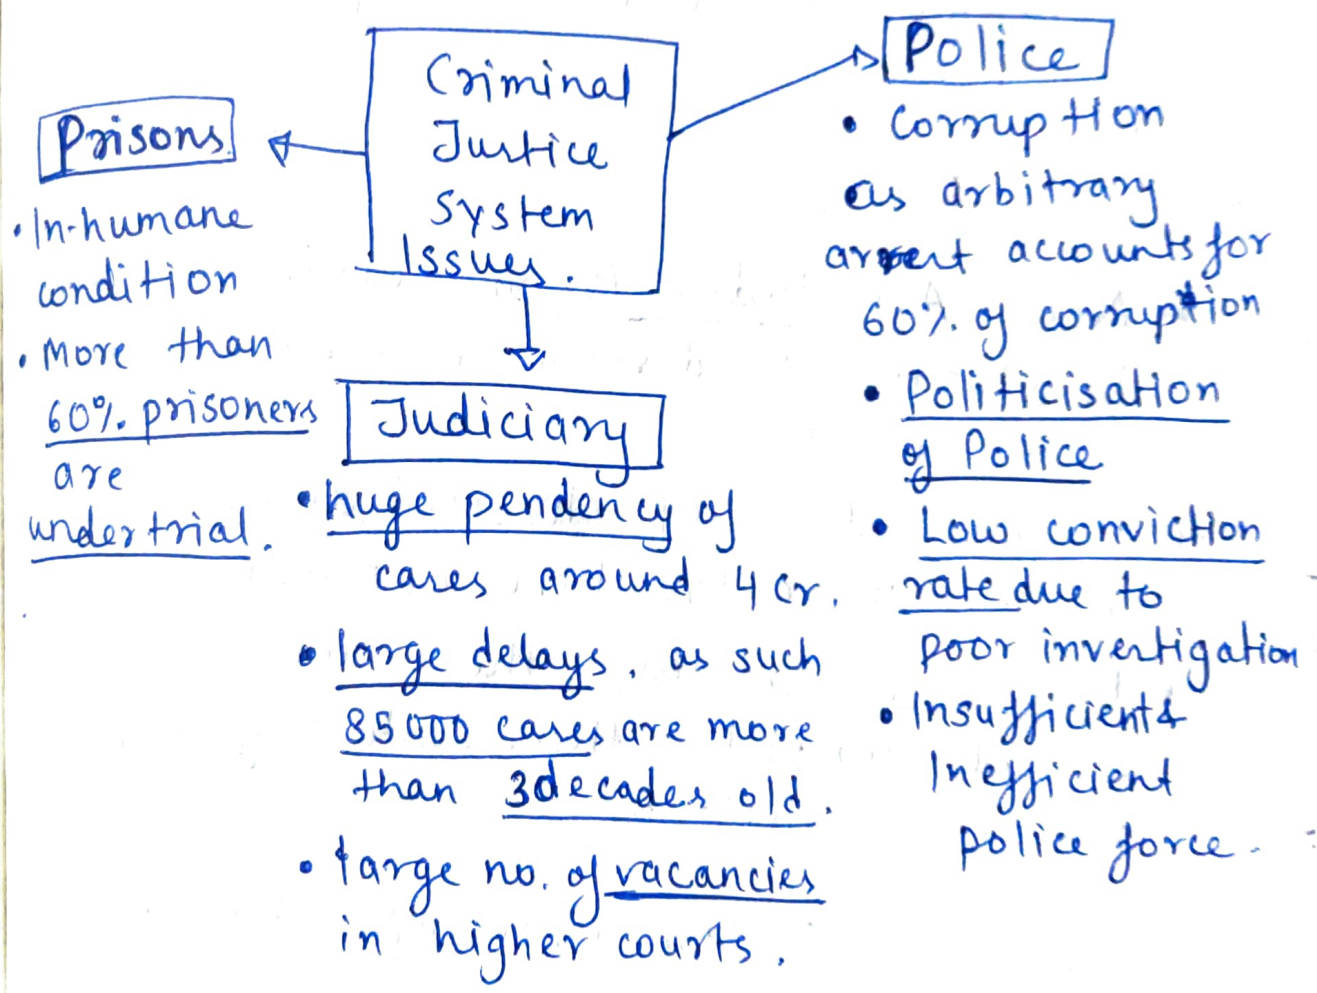 Criminal
Justice
System
Issues.
Prisons
• In-humane
condition
• More than
60% prisoners
are
undertrial.
Judiciary
• huge pendency of
cases around 4 cr.
• large delays, as such
85000 cases are more
than 3 decades old.
• large no. of vacancies
in higher courts.
Police
• Corruption
as arbitrary
arrest accounts for
60% of corruption
• Politicisation
of Police
• Low conviction
rate due to
poor investigation
• Insufficient &
Inefficient
police force.